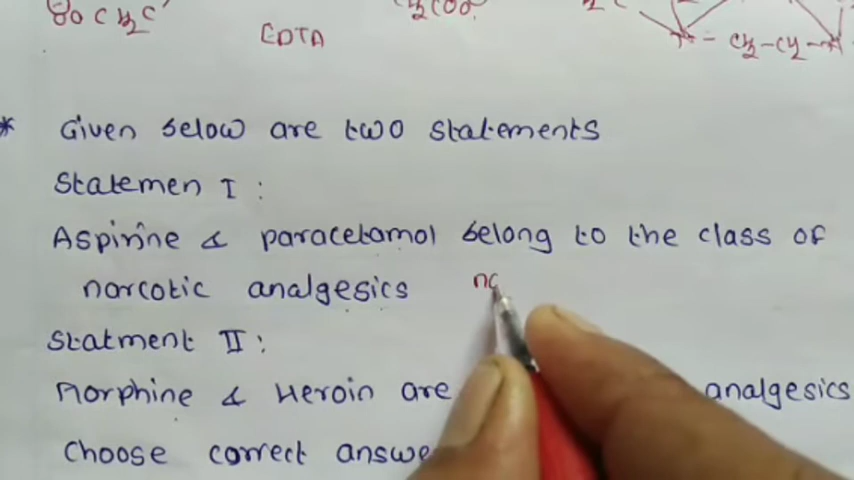 EDTA
* Given below are two statements
Statemen I :
Aspirine & paracetamol belong to the class of
narcotic analgesics
Statment II :
Morphine & Heroin are analgesics
Choose correct answe